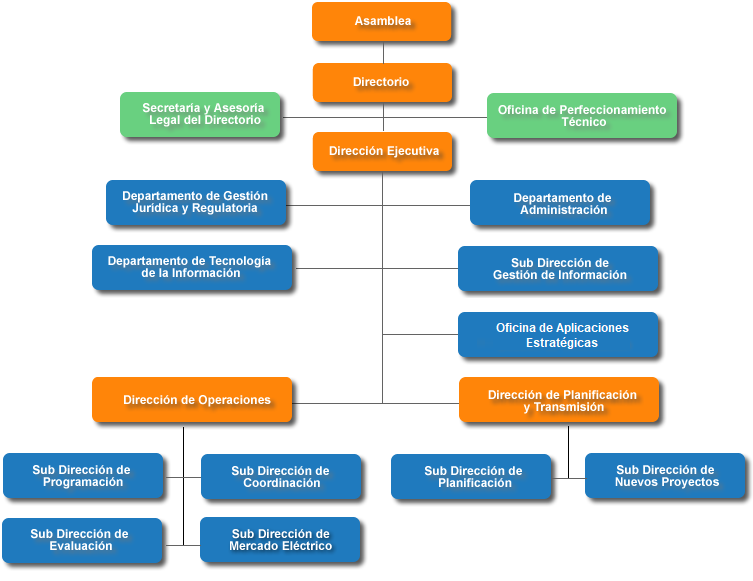 Asamblea
Directorio
Secretaría y Asesoría
Legal del Directorio
Oficina de Perfeccionamiento
Técnico
Dirección Ejecutiva
Departamento de Gestión
Jurídica y Regulatoria
Departamento de
Administración
Departamento de Tecnología
de la Información
Sub Dirección de
Gestión de Información
Oficina de Aplicaciones
Estratégicas
Dirección de Operaciones
Dirección de Planificación
y Transmisión
Sub Dirección de
Programación
Sub Dirección de
Coordinación
Sub Dirección de
Planificación
Sub Dirección de
Nuevos Proyectos
Sub Dirección de
Evaluación
Sub Dirección de
Mercado Eléctrico